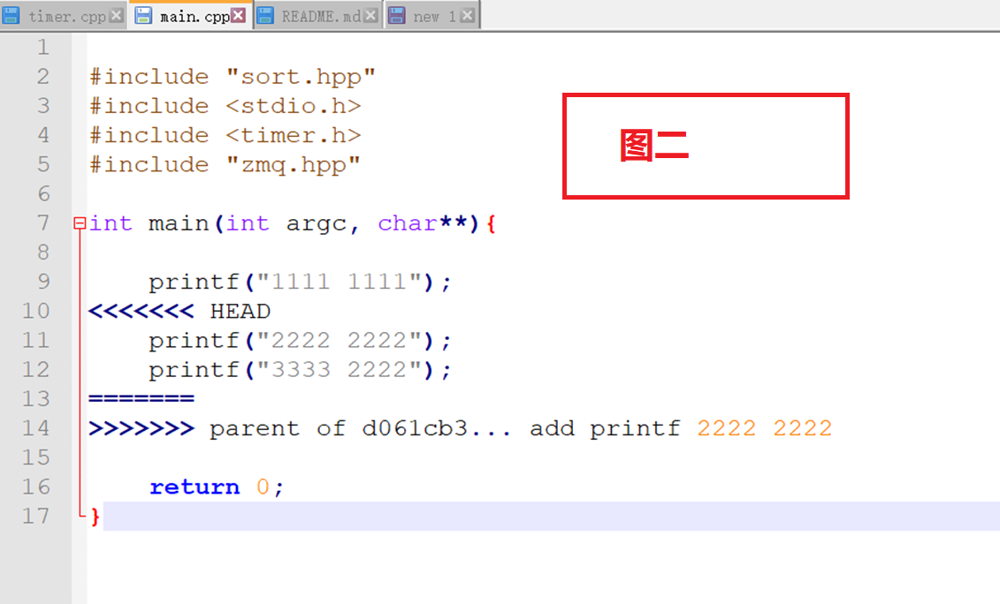 timer.cpp main.cpp README.md new 1
1
2 #include "sort.hpp"
3 #include <stdio.h>
4 #include <timer.h>
5 #include "zmq.hpp"
6
7 int main(int argc, char**){
8
9 printf("1111 1111");
10 <<<<<<< HEAD
11 printf("2222 2222");
12 printf("3333 2222");
13 =======
14 >>>>>>> parent of d061cb3... add printf 2222 2222
15
16 return 0;
17 }
图二